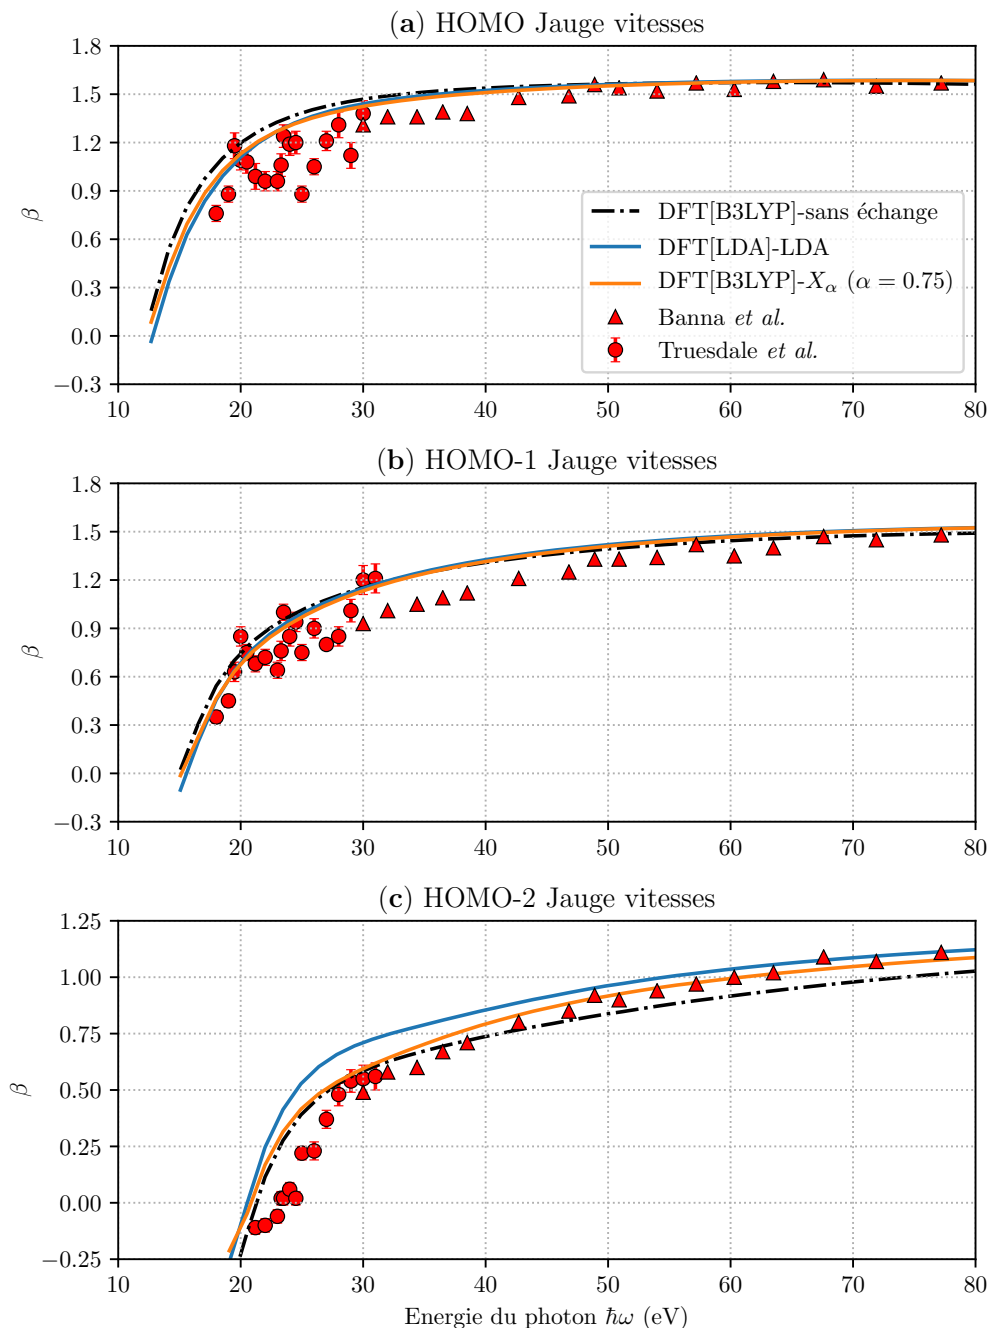 (a) HOMO Jauge vitesses
1.8
1.5
1.2
0.9
0.6
0.3
0.0
−0.3
β
DFT[B3LYP]-sans échange
DFT[LDA]-LDA
DFT[B3LYP]-Xα (α = 0.75)
Banna et al.
Truesdale et al.
10 20 30 40 50 60 70 80
(b) HOMO-1 Jauge vitesses
1.8
1.5
1.2
0.9
0.6
0.3
0.0
−0.3
β
10 20 30 40 50 60 70 80
(c) HOMO-2 Jauge vitesses
1.25
1.00
0.75
0.50
0.25
0.00
−0.25
β
10 20 30 40 50 60 70 80
Energie du photon ℏω (eV)